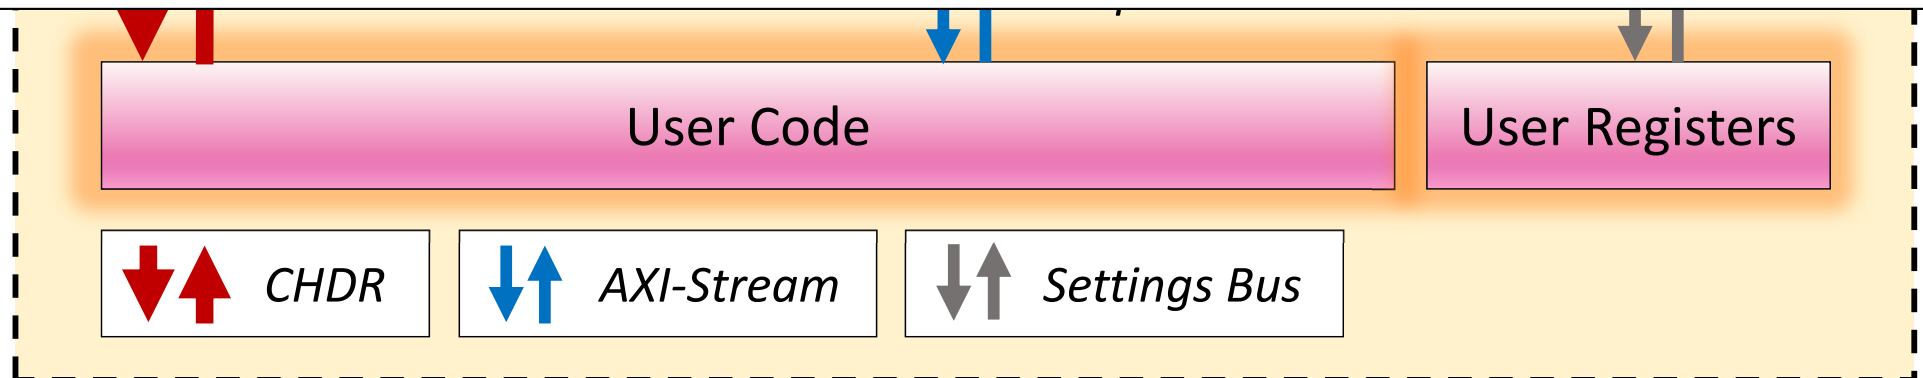 User Code
User Registers
CHDR
AXI-Stream
Settings Bus